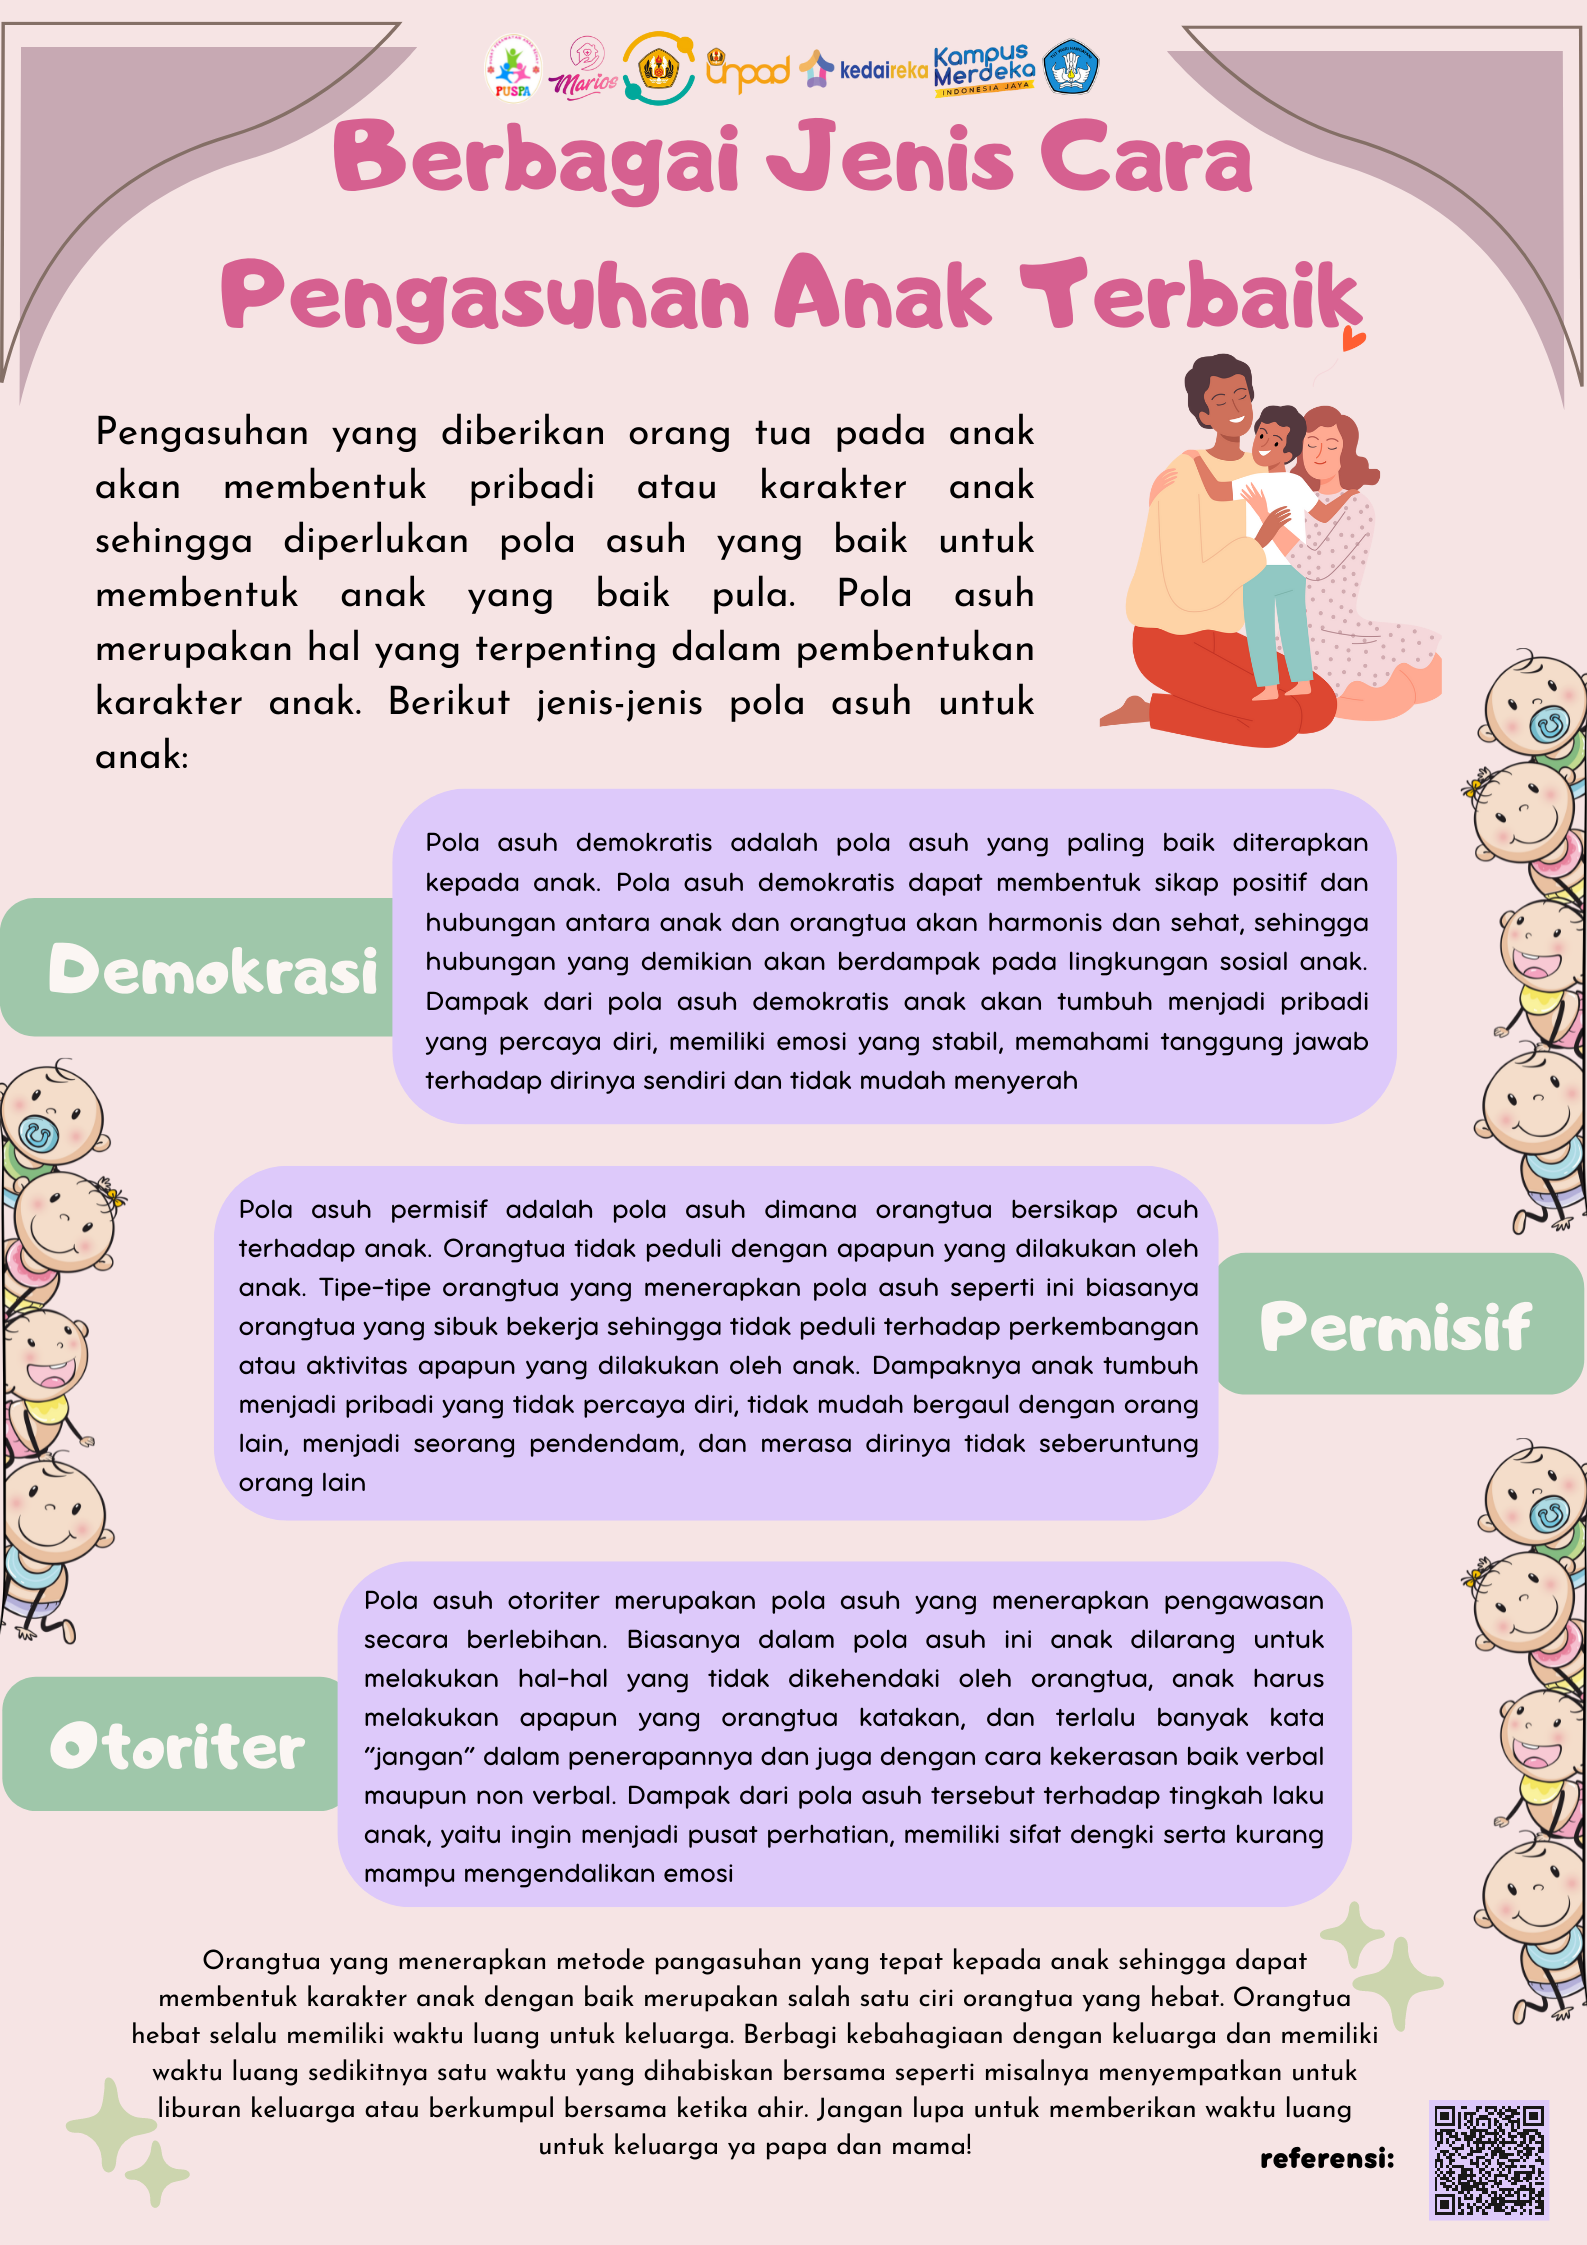 PUSPA
Marios
unpad
kedaireka
Kampus
Merdeka
INDONESIA JAYA
Berbagai Jenis Cara
Pengasuhan Anak Terbaik
Pengasuhan yang diberikan orang tua pada anak
akan membentuk pribadi atau karakter anak
sehingga diperlukan pola asuh yang baik untuk
membentuk anak yang baik pula. Pola asuh
merupakan hal yang terpenting dalam pembentukan
karakter anak. Berikut jenis-jenis pola asuh untuk
anak:
Demokrasi
Pola asuh demokratis adalah pola asuh yang paling baik diterapkan
kepada anak. Pola asuh demokratis dapat membentuk sikap positif dan
hubungan antara anak dan orangtua akan harmonis dan sehat, sehingga
hubungan yang demikian akan berdampak pada lingkungan sosial anak.
Dampak dari pola asuh demokratis anak akan tumbuh menjadi pribadi
yang percaya diri, memiliki emosi yang stabil, memahami tanggung jawab
terhadap dirinya sendiri dan tidak mudah menyerah
Permisif
Pola asuh permisif adalah pola asuh dimana orangtua bersikap acuh
terhadap anak. Orangtua tidak peduli dengan apapun yang dilakukan oleh
anak. Tipe-tipe orangtua yang menerapkan pola asuh seperti ini biasanya
orangtua yang sibuk bekerja sehingga tidak peduli terhadap perkembangan
atau aktivitas apapun yang dilakukan oleh anak. Dampaknya anak tumbuh
menjadi pribadi yang tidak percaya diri, tidak mudah bergaul dengan orang
lain, menjadi seorang pendendam, dan merasa dirinya tidak seberuntung
orang lain
Otoriter
Pola asuh otoriter merupakan pola asuh yang menerapkan pengawasan
secara berlebihan. Biasanya dalam pola asuh ini anak dilarang untuk
melakukan hal-hal yang tidak dikehendaki oleh orangtua, anak harus
melakukan apapun yang orangtua katakan, dan terlalu banyak kata
“jangan” dalam penerapannya dan juga dengan cara kekerasan baik verbal
maupun non verbal. Dampak dari pola asuh tersebut terhadap tingkah laku
anak, yaitu ingin menjadi pusat perhatian, memiliki sifat dengki serta kurang
mampu mengendalikan emosi
Orangtua yang menerapkan metode pangasuhan yang tepat kepada anak sehingga dapat
membentuk karakter anak dengan baik merupakan salah satu ciri orangtua yang hebat. Orangtua
hebat selalu memiliki waktu luang untuk keluarga. Berbagi kebahagiaan dengan keluarga dan memiliki
waktu luang sedikitnya satu waktu yang dihabiskan bersama seperti misalnya menyempatkan untuk
liburan keluarga atau berkumpul bersama ketika ahir. Jangan lupa untuk memberikan waktu luang
untuk keluarga ya papa dan mama!
referensi: